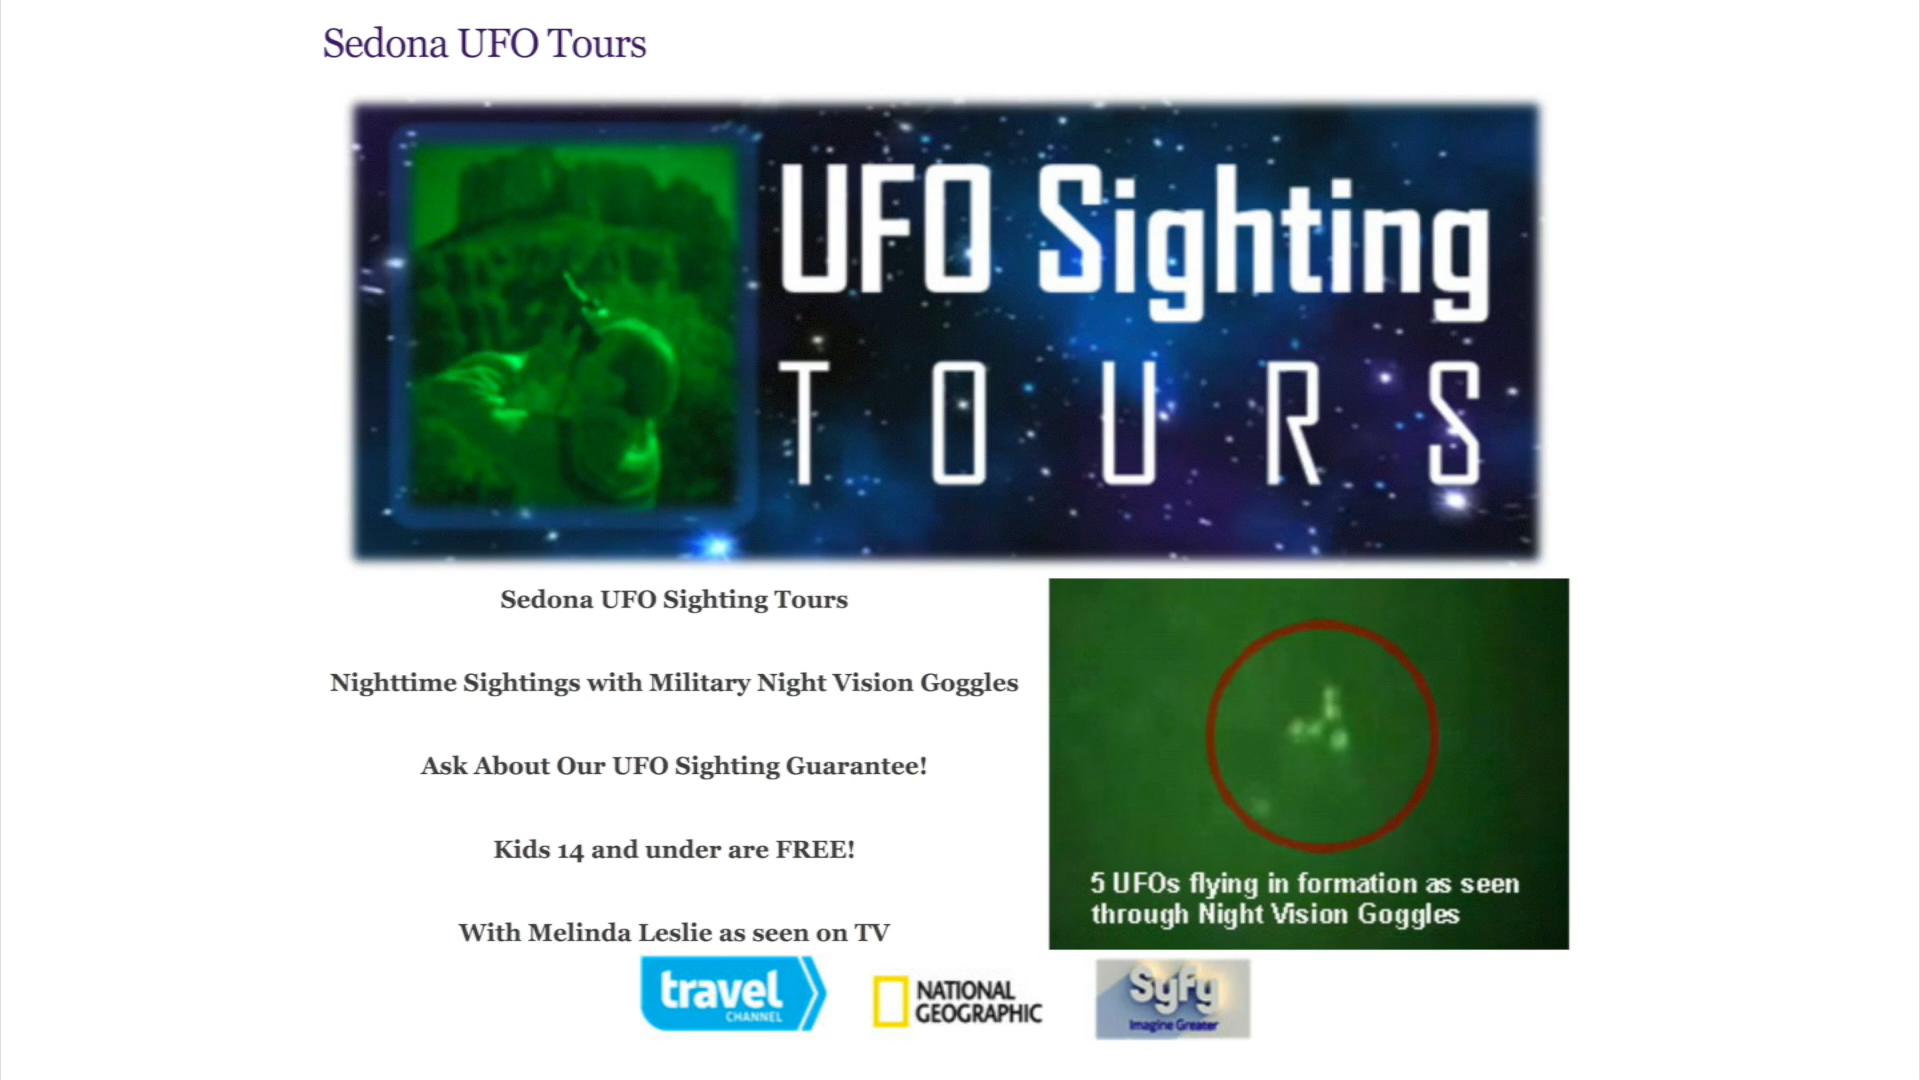 Sedona UFO Tours
UFO Sighting
TOURS
Sedona UFO Sighting Tours
Nighttime Sightings with Military Night Vision Goggles
Ask About Our UFO Sighting Guarantee!
Kids 14 and under are FREE!
With Melinda Leslie as seen on TV
5 UFOs flying in formation as seen
through Night Vision Goggles
travel
CHANNEL
NATIONAL
GEOGRAPHIC
Syfy
Imagine Greater